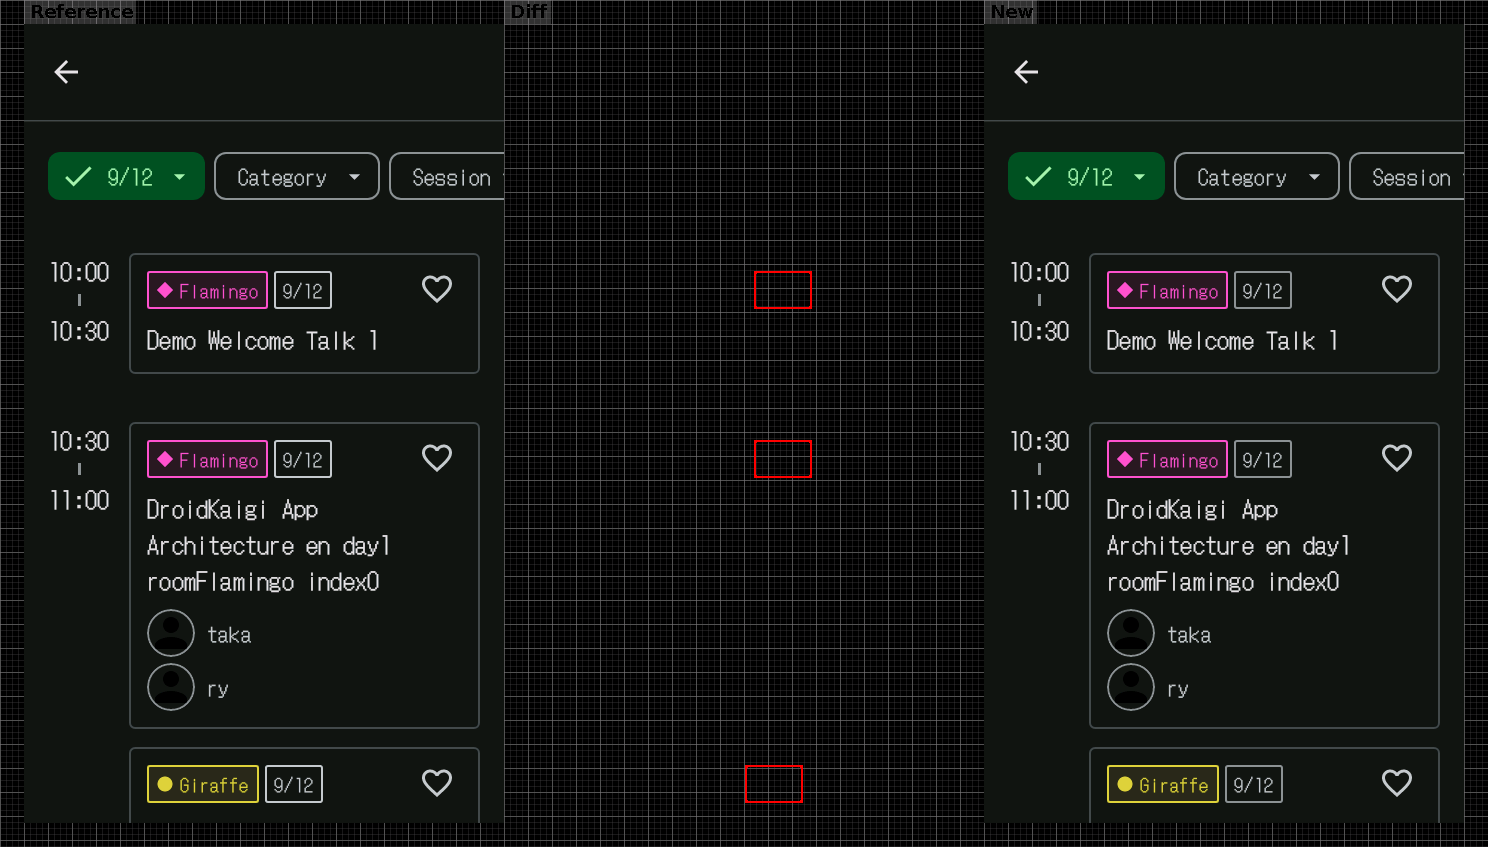 Reference
Diff
New
9/12
Category
Session
10:00
10:30
Flamingo
9/12
Demo Welcome Talk 1
10:30
11:00
Flamingo
9/12
DroidKaigi App
Architecture en day1
roomFlamingo index0
taka
ry
Giraffe
9/12
9/12
Category
Session
10:00
10:30
Flamingo
9/12
Demo Welcome Talk 1
10:30
11:00
Flamingo
9/12
DroidKaigi App
Architecture en day1
roomFlamingo index0
taka
ry
Giraffe
9/12